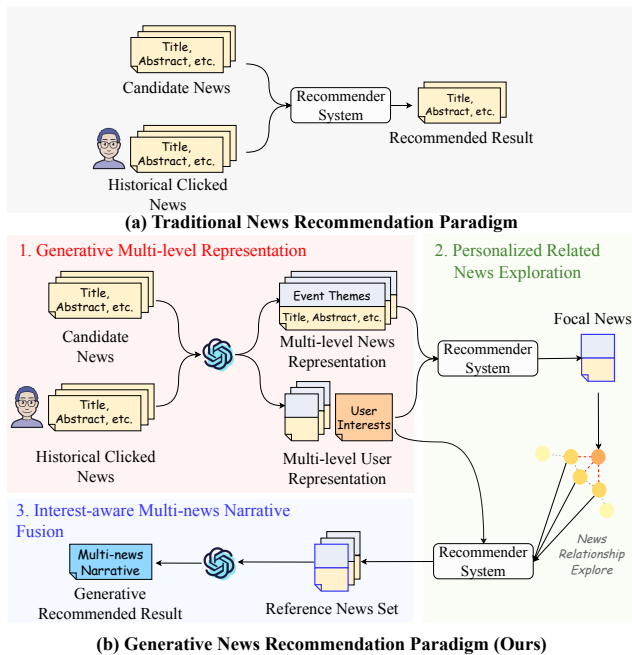 Title,
Abstract, etc.
Candidate News
Title,
Abstract, etc.
Historical Clicked
News
Recommender
System
Title,
Abstract, etc.
Recommended Result
(a) Traditional News Recommendation Paradigm
1. Generative Multi-level Representation
Title,
Abstract, etc.
Candidate
News
Title,
Abstract, etc.
Historical Clicked
News
Event Themes
Title, Abstract, etc.
Multi-level News
Representation
User
Interests
Multi-level User
Representation
2. Personalized Related
News Exploration
Focal News
Recommender
System
News
Relationship
Explore
Recommender
System
3. Interest-aware Multi-news Narrative
Fusion
Multi-news
Narrative
Generative
Recommended Result
Reference News Set
(b) Generative News Recommendation Paradigm (Ours)